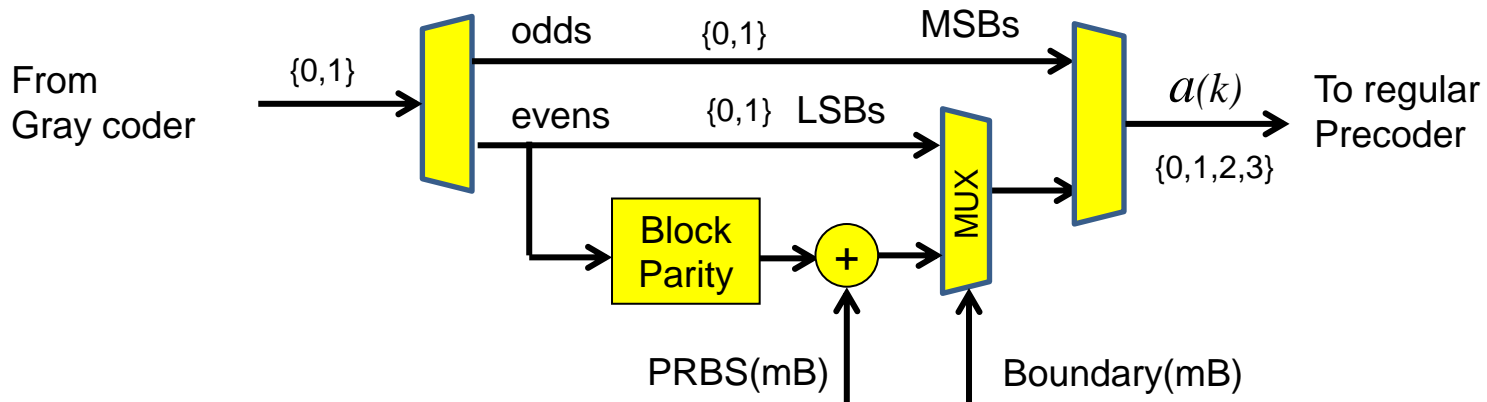 From
Gray coder
{0,1}
odds
{0,1}
MSBs
evens
{0,1}
LSBs
Block
Parity
+
MUX
PRBS(mB)
Boundary(mB)
a(k)
{0,1,2,3}
To regular
Precoder